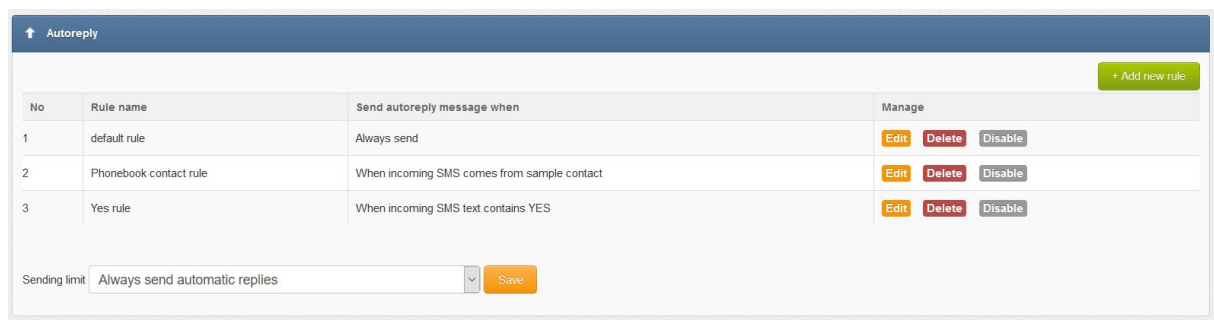 Autoreply
+ Add new rule
No Rule name Send autoreply message when Manage
1 default rule Always send Edit Delete Disable
2 Phonebook contact rule When incoming SMS comes from sample contact Edit Delete Disable
3 Yes rule When incoming SMS text contains YES Edit Delete Disable
Sending limit Always send automatic replies Save